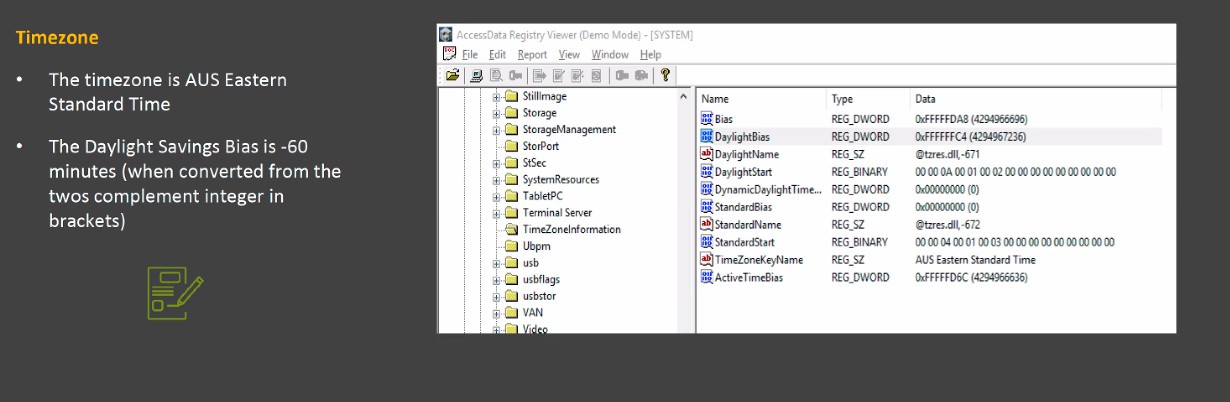 Timezone
• The timezone is AUS Eastern
Standard Time
• The Daylight Savings Bias is -60
minutes (when converted from the
twos complement integer in
brackets)
AccessData Registry Viewer (Demo Mode) - [SYSTEM]
File Edit Report View Window Help
StillImage
Storage
StorageManagement
StorPort
StSec
SystemResources
TabletPC
Terminal Server
TimeZoneInformation
Ubpm
usb
usbflags
usbstor
VAN
Video
Name Type Data
Bias REG_DWORD 0xFFFFFDA8 (4294966696)
DaylightBias REG_DWORD 0xFFFFFFC4 (4294967236)
DaylightName REG_SZ @tzres.dll,-671
DaylightStart REG_BINARY 00 00 0A 00 01 00 02 00 00 00 00 00 00 00 00 00
DynamicDaylightTime... REG_DWORD 0x00000000 (0)
StandardBias REG_DWORD 0x00000000 (0)
StandardName REG_SZ @tzres.dll,-672
StandardStart REG_BINARY 00 00 04 00 01 00 03 00 00 00 00 00 00 00 00 00
TimeZoneKeyName REG_SZ AUS Eastern Standard Time
ActiveTimeBias REG_DWORD 0xFFFFFD6C (4294966636)